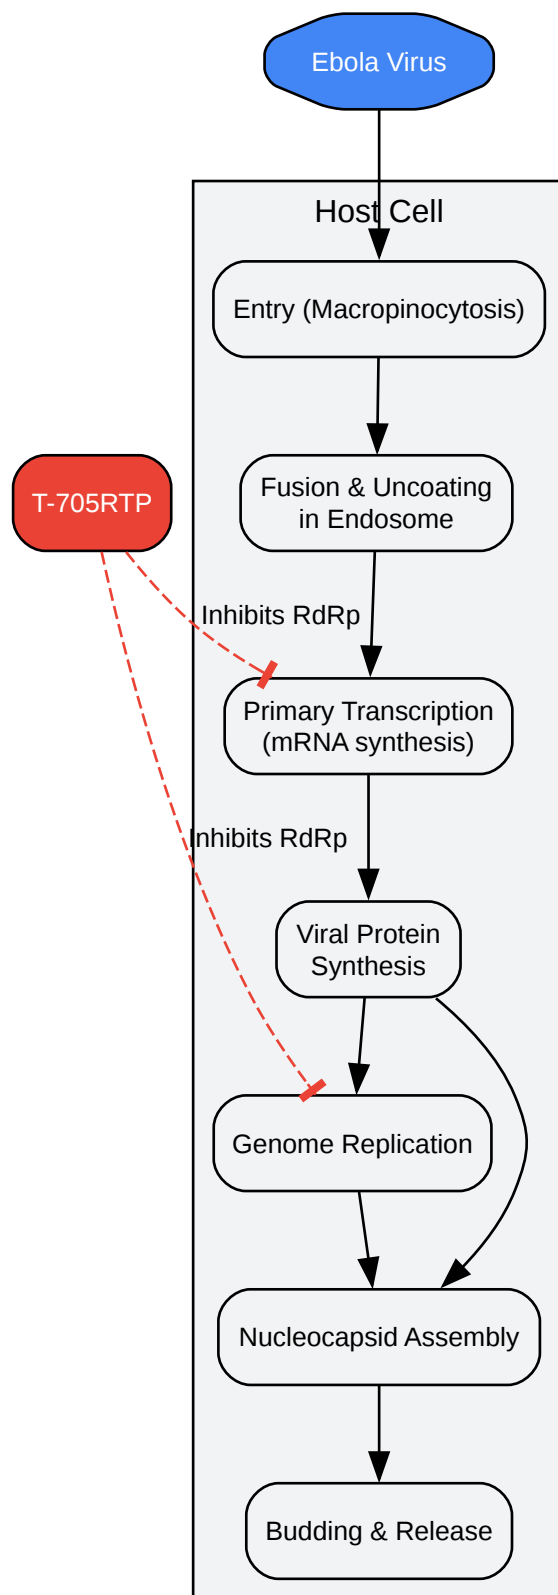 Ebola Virus
Host Cell
Entry (Macropinocytosis)
Fusion & Uncoating
in Endosome
T-705RTP
Inhibits RdRp
Primary Transcription
(mRNA synthesis)
Inhibits RdRp
Viral Protein
Synthesis
Genome Replication
Nucleocapsid Assembly
Budding & Release